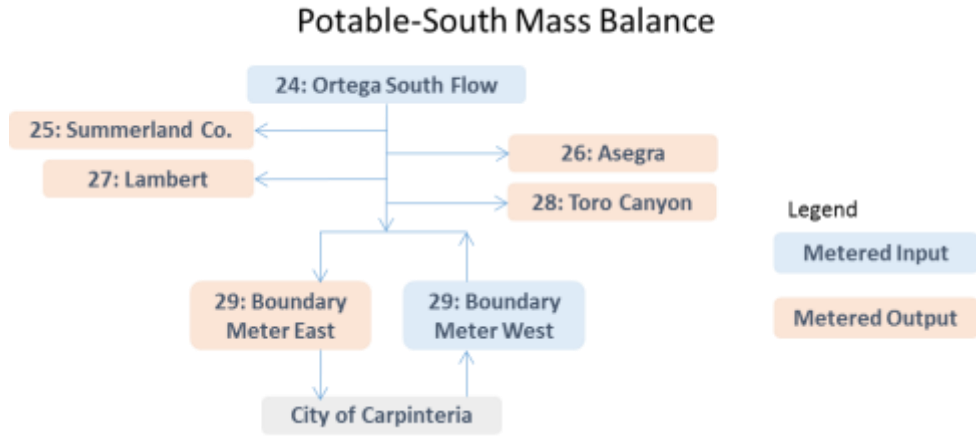 Potable-South Mass Balance
24: Ortega South Flow
25: Summerland Co.
26: Asegra
27: Lambert
28: Toro Canyon
Legend
Metered Input
29: Boundary
Meter East
29: Boundary
Meter West
Metered Output
City of Carpinteria